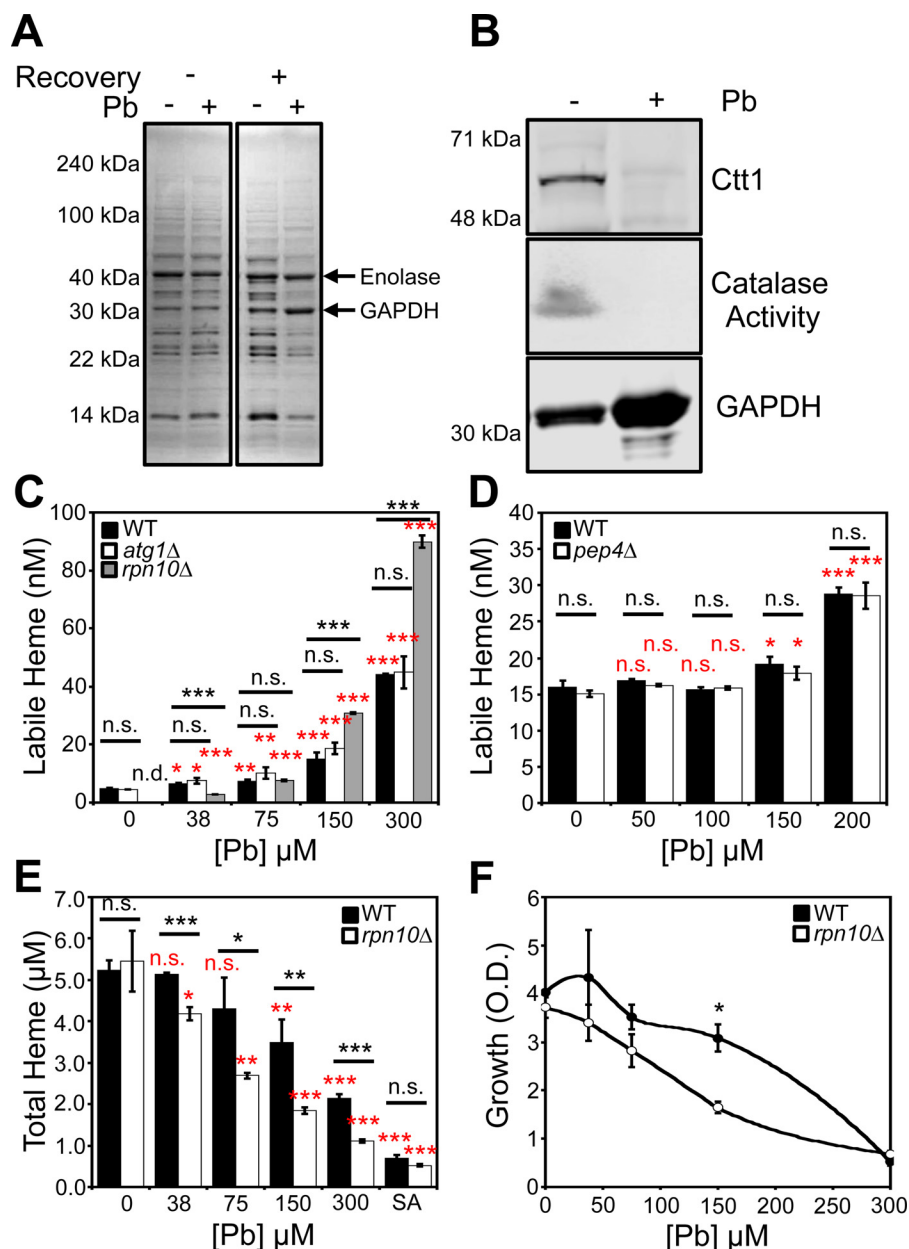 A
Recovery - +
Pb - + - +
240 kDa
100 kDa
40 kDa
30 kDa
22 kDa
14 kDa
Enolase
GAPDH
B
- + Pb
71 kDa
48 kDa
Ctt1
Catalase
Activity
30 kDa
GAPDH
C
WT
atg1Δ
rpn10Δ
Labile Heme (nM)
100
80
60
40
20
0
n.s.
n.d.
***
n.s.
* * ***
n.s.
n.s.
** ** ***
***
n.s.
*** *** ***
***
n.s.
*** *** ***
0 38 75 150 300
[Pb] µM
D
WT
pep4Δ
Labile Heme (nM)
40
35
30
25
20
15
10
5
0
n.s. n.s. n.s. n.s. n.s.
n.s. n.s. n.s. n.s. * * *** ***
0 50 100 150 200
[Pb] µM
E
WT
rpn10Δ
Total Heme (µM)
7.0
6.0
5.0
4.0
3.0
2.0
1.0
0.0
n.s. *** * ** *** n.s.
n.s. * n.s. ** ** *** *** *** *** ***
0 38 75 150 300 SA
[Pb] µM
F
WT
rpn10Δ
Growth (O.D.)
6
5
4
3
2
1
0
*
0 50 100 150 200 250 300
[Pb] µM